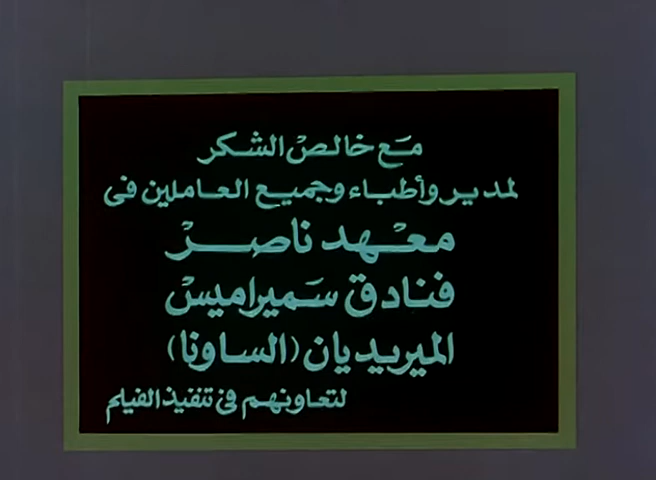 مع خالص الشكر
لمدير وأطباء وجميع العاملين فى
معهد ناصر
فنادق سميراميس
الميريديان (الساونا)
لتعاونهم فى تنفيذ الفيلم